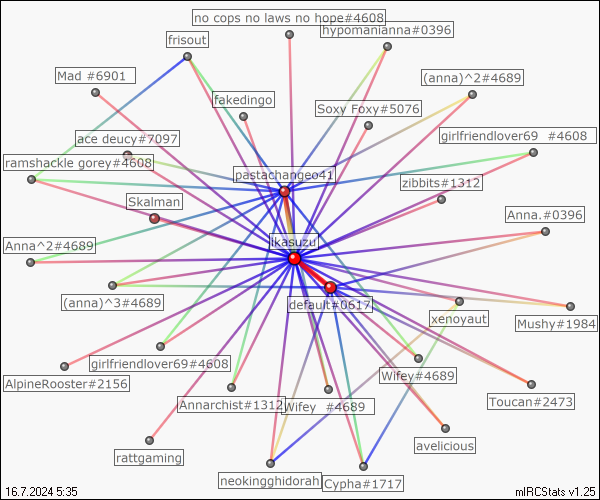 no cops no laws no hope#4608
hypomanianna#0396
frisout
Mad #6901
(anna)^2#4689
fakedingo
Soxy Foxy#5076
ace deucy#7097
girlfriendlover69 #4608
ramshackle gorey#4608
pastachangeo41
zibbits#1312
Skalman
Anna.#0396
Anna^2#4689
ikasuzu
(anna)^3#4689
default#0617
xenoyaut
Mushy#1984
girlfriendlover69#4608
AlpineRooster#2156
Wifey#4689
Annarchist#1312
Wifey #4689
Toucan#2473
avelicious
rattgaming
neokingghidorah
Cypha#1717
16.7.2024 5:35
mIRCStats v1.25